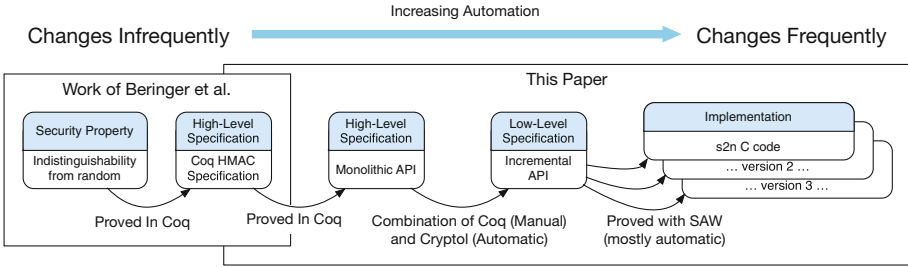 Increasing Automation
Changes Infrequently
Changes Frequently
Work of Beringer et al.
This Paper
Security Property
Indistinguishability
from random
High-Level
Specification
Coq HMAC
Specification
High-Level
Specification
Monolithic API
Low-Level
Specification
Incremental
API
Implementation
s2n C code
... version 2 ...
... version 3 ...
Proved In Coq
Proved In Coq
Combination of Coq (Manual)
and Cryptol (Automatic)
Proved with SAW
(mostly automatic)